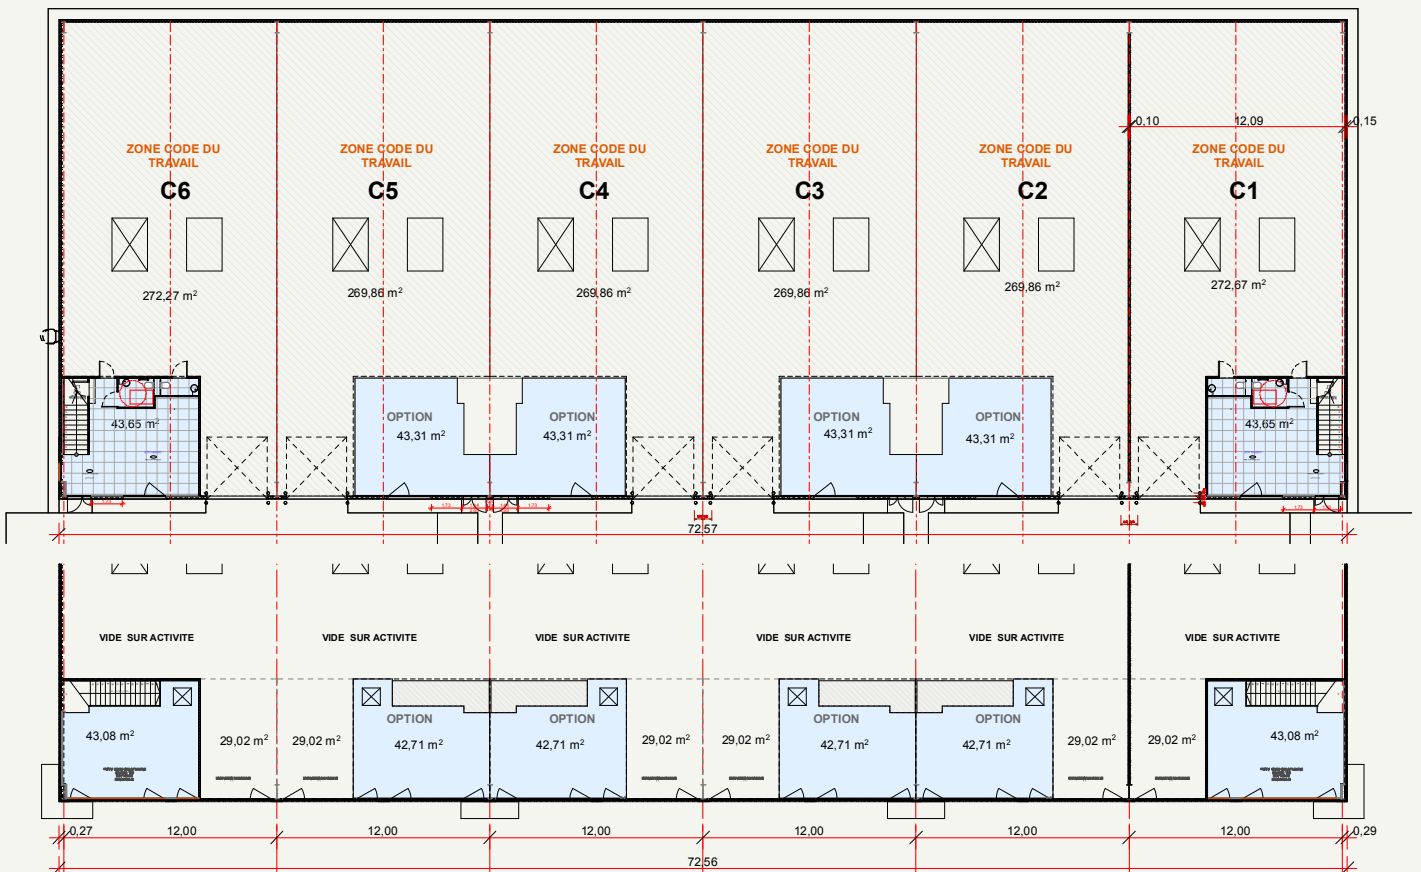 0,10 12,09 0,15
ZONE CODE DU ZONE CODE DU ZONE CODE DU ZONE CODE DU ZONE CODE DU ZONE CODE DU
TRAVAIL TRAVAIL TRAVAIL TRAVAIL TRAVAIL TRAVAIL
C6 C5 C4 C3 C2 C1
272,27 m² 269,86 m² 269,86 m² 269,86 m² 269,86 m² 272,67 m²
OPTION OPTION OPTION OPTION
43,65 m² 43,31 m² 43,31 m² 43,31 m² 43,31 m² 43,65 m²
72,57
VIDE SUR ACTIVITE VIDE SUR ACTIVITE VIDE SUR ACTIVITE VIDE SUR ACTIVITE VIDE SUR ACTIVITE VIDE SUR ACTIVITE
OPTION OPTION OPTION OPTION
43,08 m² 29,02 m² 29,02 m² 42,71 m² 42,71 m² 29,02 m² 29,02 m² 42,71 m² 42,71 m² 29,02 m² 29,02 m² 43,08 m²
0,27 12,00 12,00 12,00 12,00 12,00 12,00 0,29
72,56